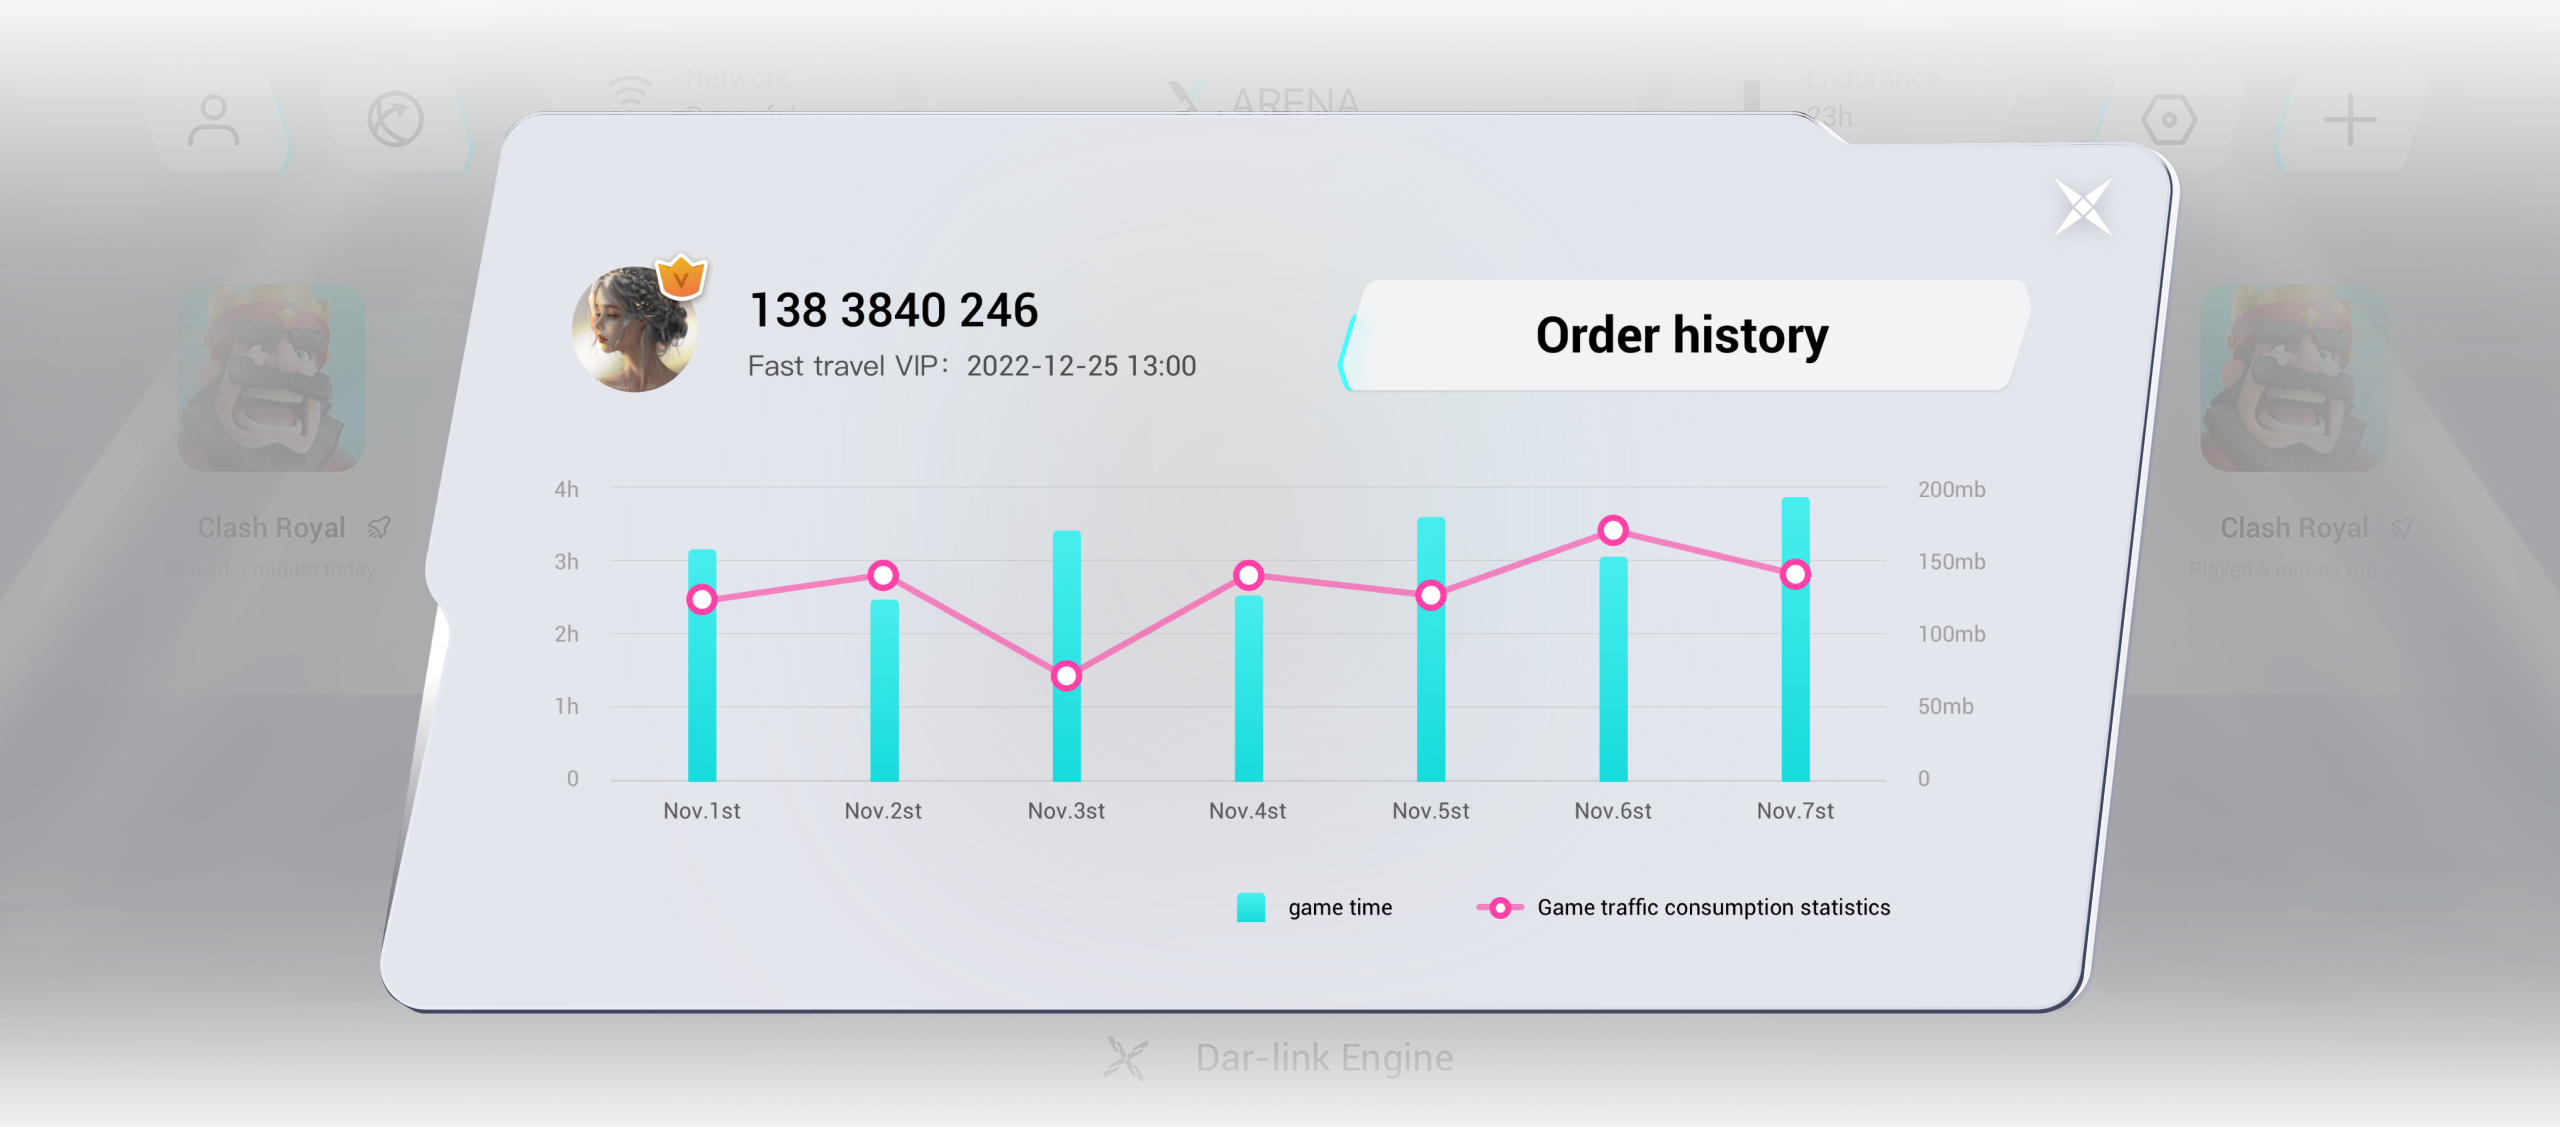 Network
ARENA
Endurance
23h
138 3840 246
Fast travel VIP: 2022-12-25 13:00
Order history
Clash Royal
Played 5 minuts today
Clash Royal
Played 5 minuts today
4h
3h
2h
1h
0
200mb
150mb
100mb
50mb
0
Nov.1st
Nov.2st
Nov.3st
Nov.4st
Nov.5st
Nov.6st
Nov.7st
game time
Game traffic consumption statistics
Dar-link Engine